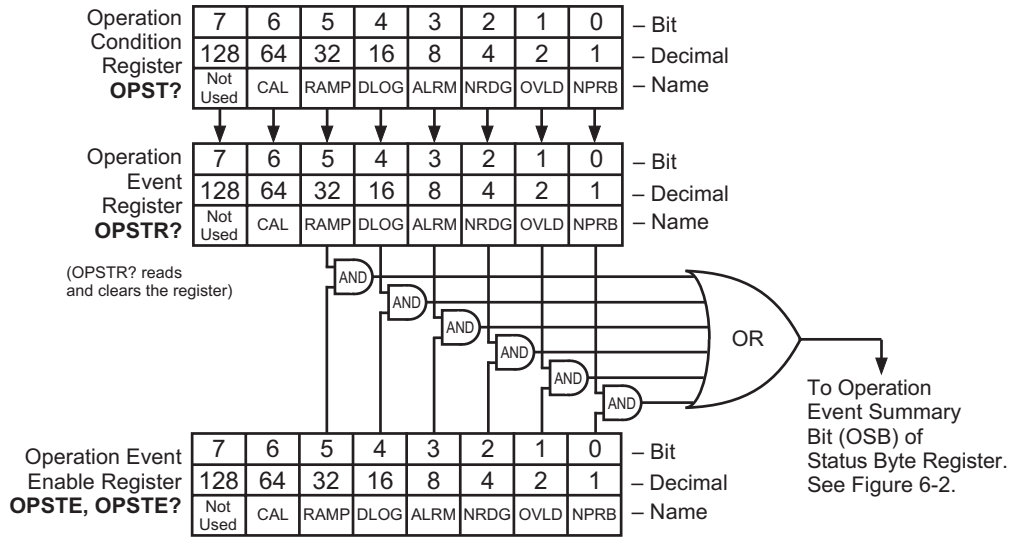 Operation
Condition
Register
OPST?
7 6 5 4 3 2 1 0 – Bit
128 64 32 16 8 4 2 1 – Decimal
Not Used CAL RAMP DLOG ALRM NRDG OVLD NPRB – Name
Operation
Event
Register
OPSTR?
7 6 5 4 3 2 1 0 – Bit
128 64 32 16 8 4 2 1 – Decimal
Not Used CAL RAMP DLOG ALRM NRDG OVLD NPRB – Name
(OPSTR? reads
and clears the register)
AND
AND
AND
AND
AND
AND
OR
To Operation
Event Summary
Bit (OSB) of
Status Byte Register.
See Figure 6-2.
Operation Event
Enable Register
OPSTE, OPSTE?
7 6 5 4 3 2 1 0 – Bit
128 64 32 16 8 4 2 1 – Decimal
Not Used CAL RAMP DLOG ALRM NRDG OVLD NPRB – Name